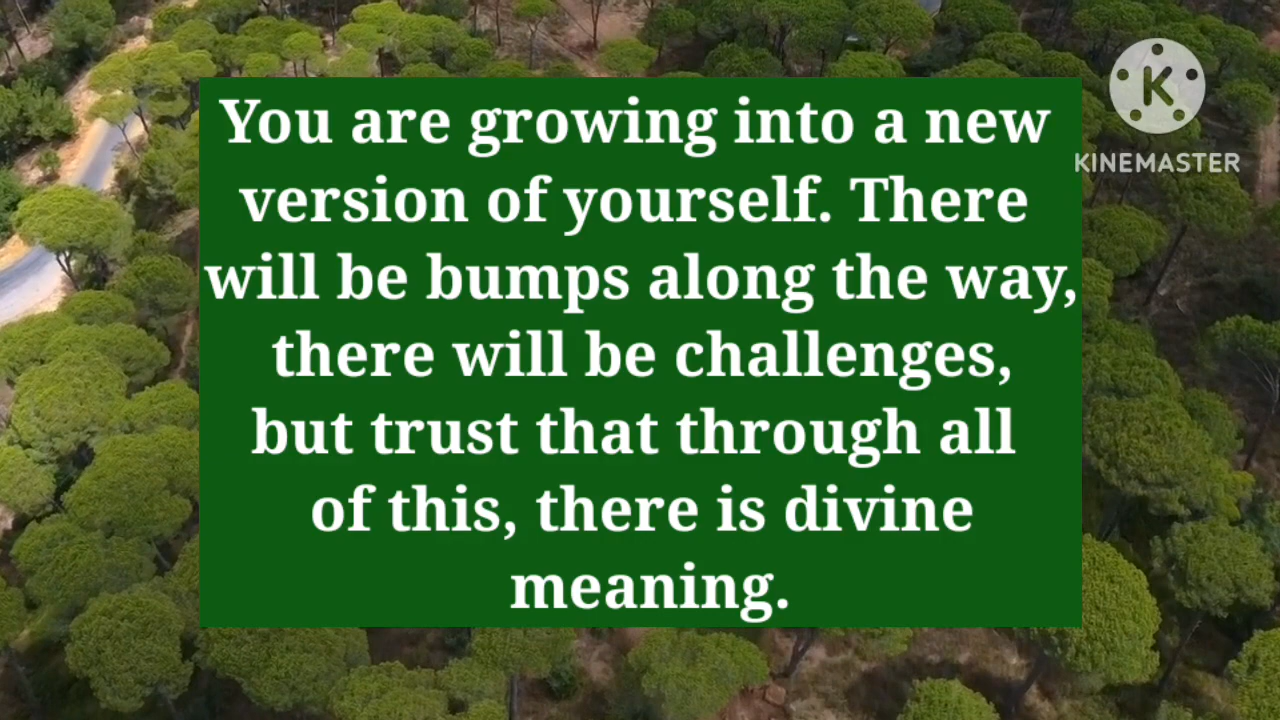 You are growing into a new
version of yourself. There
will be bumps along the way,
there will be challenges,
but trust that through all
of this, there is divine
meaning.
K
KINEMASTER